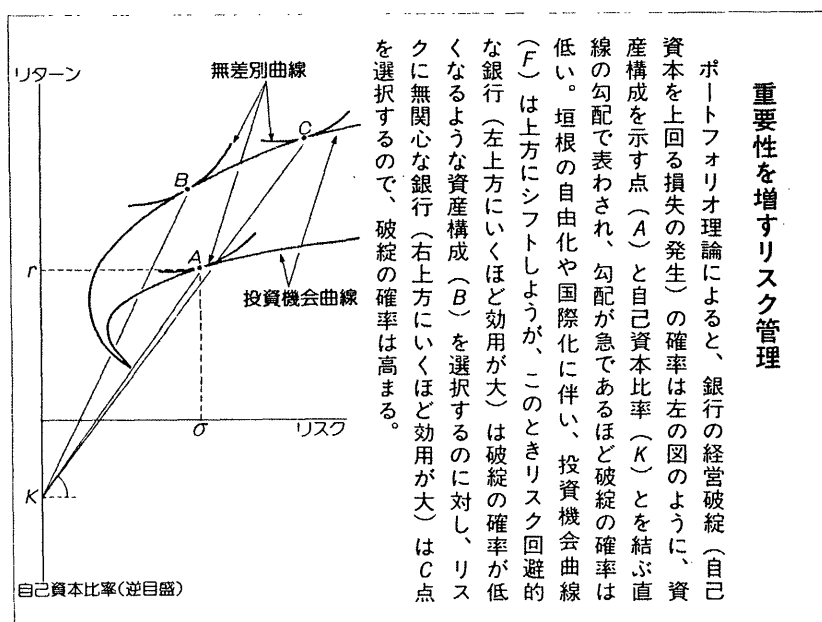 重要性を増すリスク管理
ポートフォリオ理論によると、銀行の経営破綻（自己
資本を上回る損失の発生）の確率は左の図のように、資
産構成を示す点（A）と自己資本比率（K）とを結ぶ直
線の勾配で表わされ、勾配が急であるほど破綻の確率は
低い。垣根の自由化や国際化に伴い、投資機会曲線
（F）は上方にシフトしようが、このときリスク回避的
な銀行（左上方にいくほど効用が大）は破綻の確率が低
くなるような資産構成（B）を選択するのに対し、リス
クに無関心な銀行（右上方にいくほど効用が大）はC点
を選択するので、破綻の確率は高まる。
リターン
無差別曲線
C
B
A
r
投資機会曲線
σ
リスク
K
自己資本比率(逆目盛)